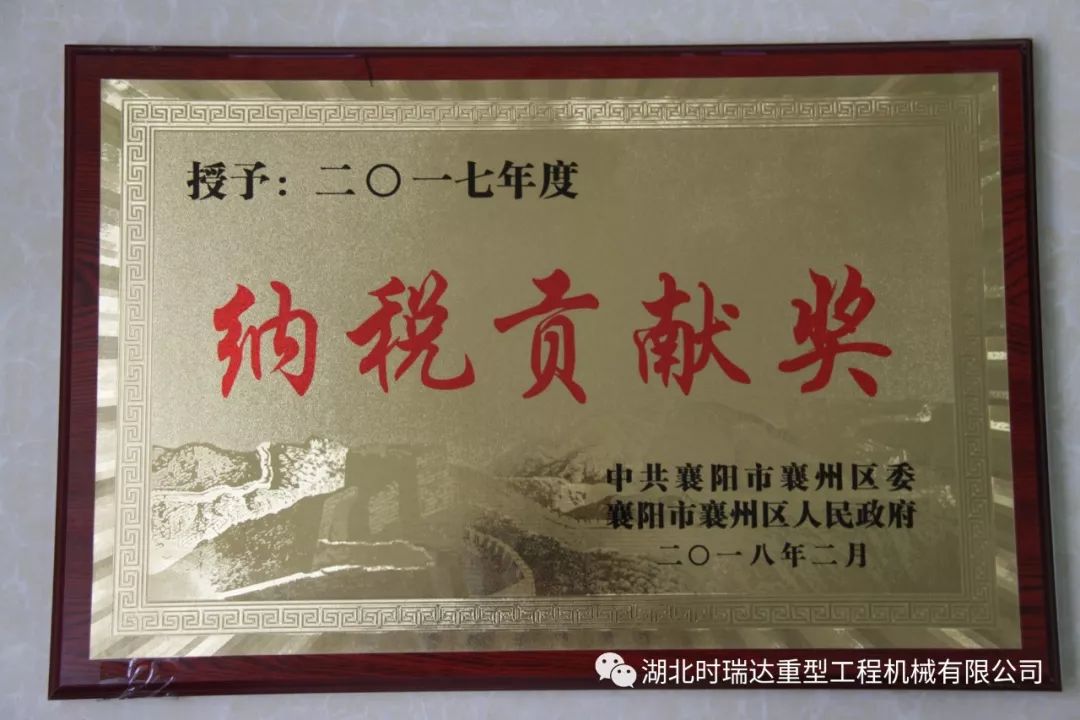 授予：二〇一七年度
纳税贡献奖
中共襄阳市襄州区委
襄阳市襄州区人民政府
二〇一八年二月
湖北时瑞达重型工程机械有限公司